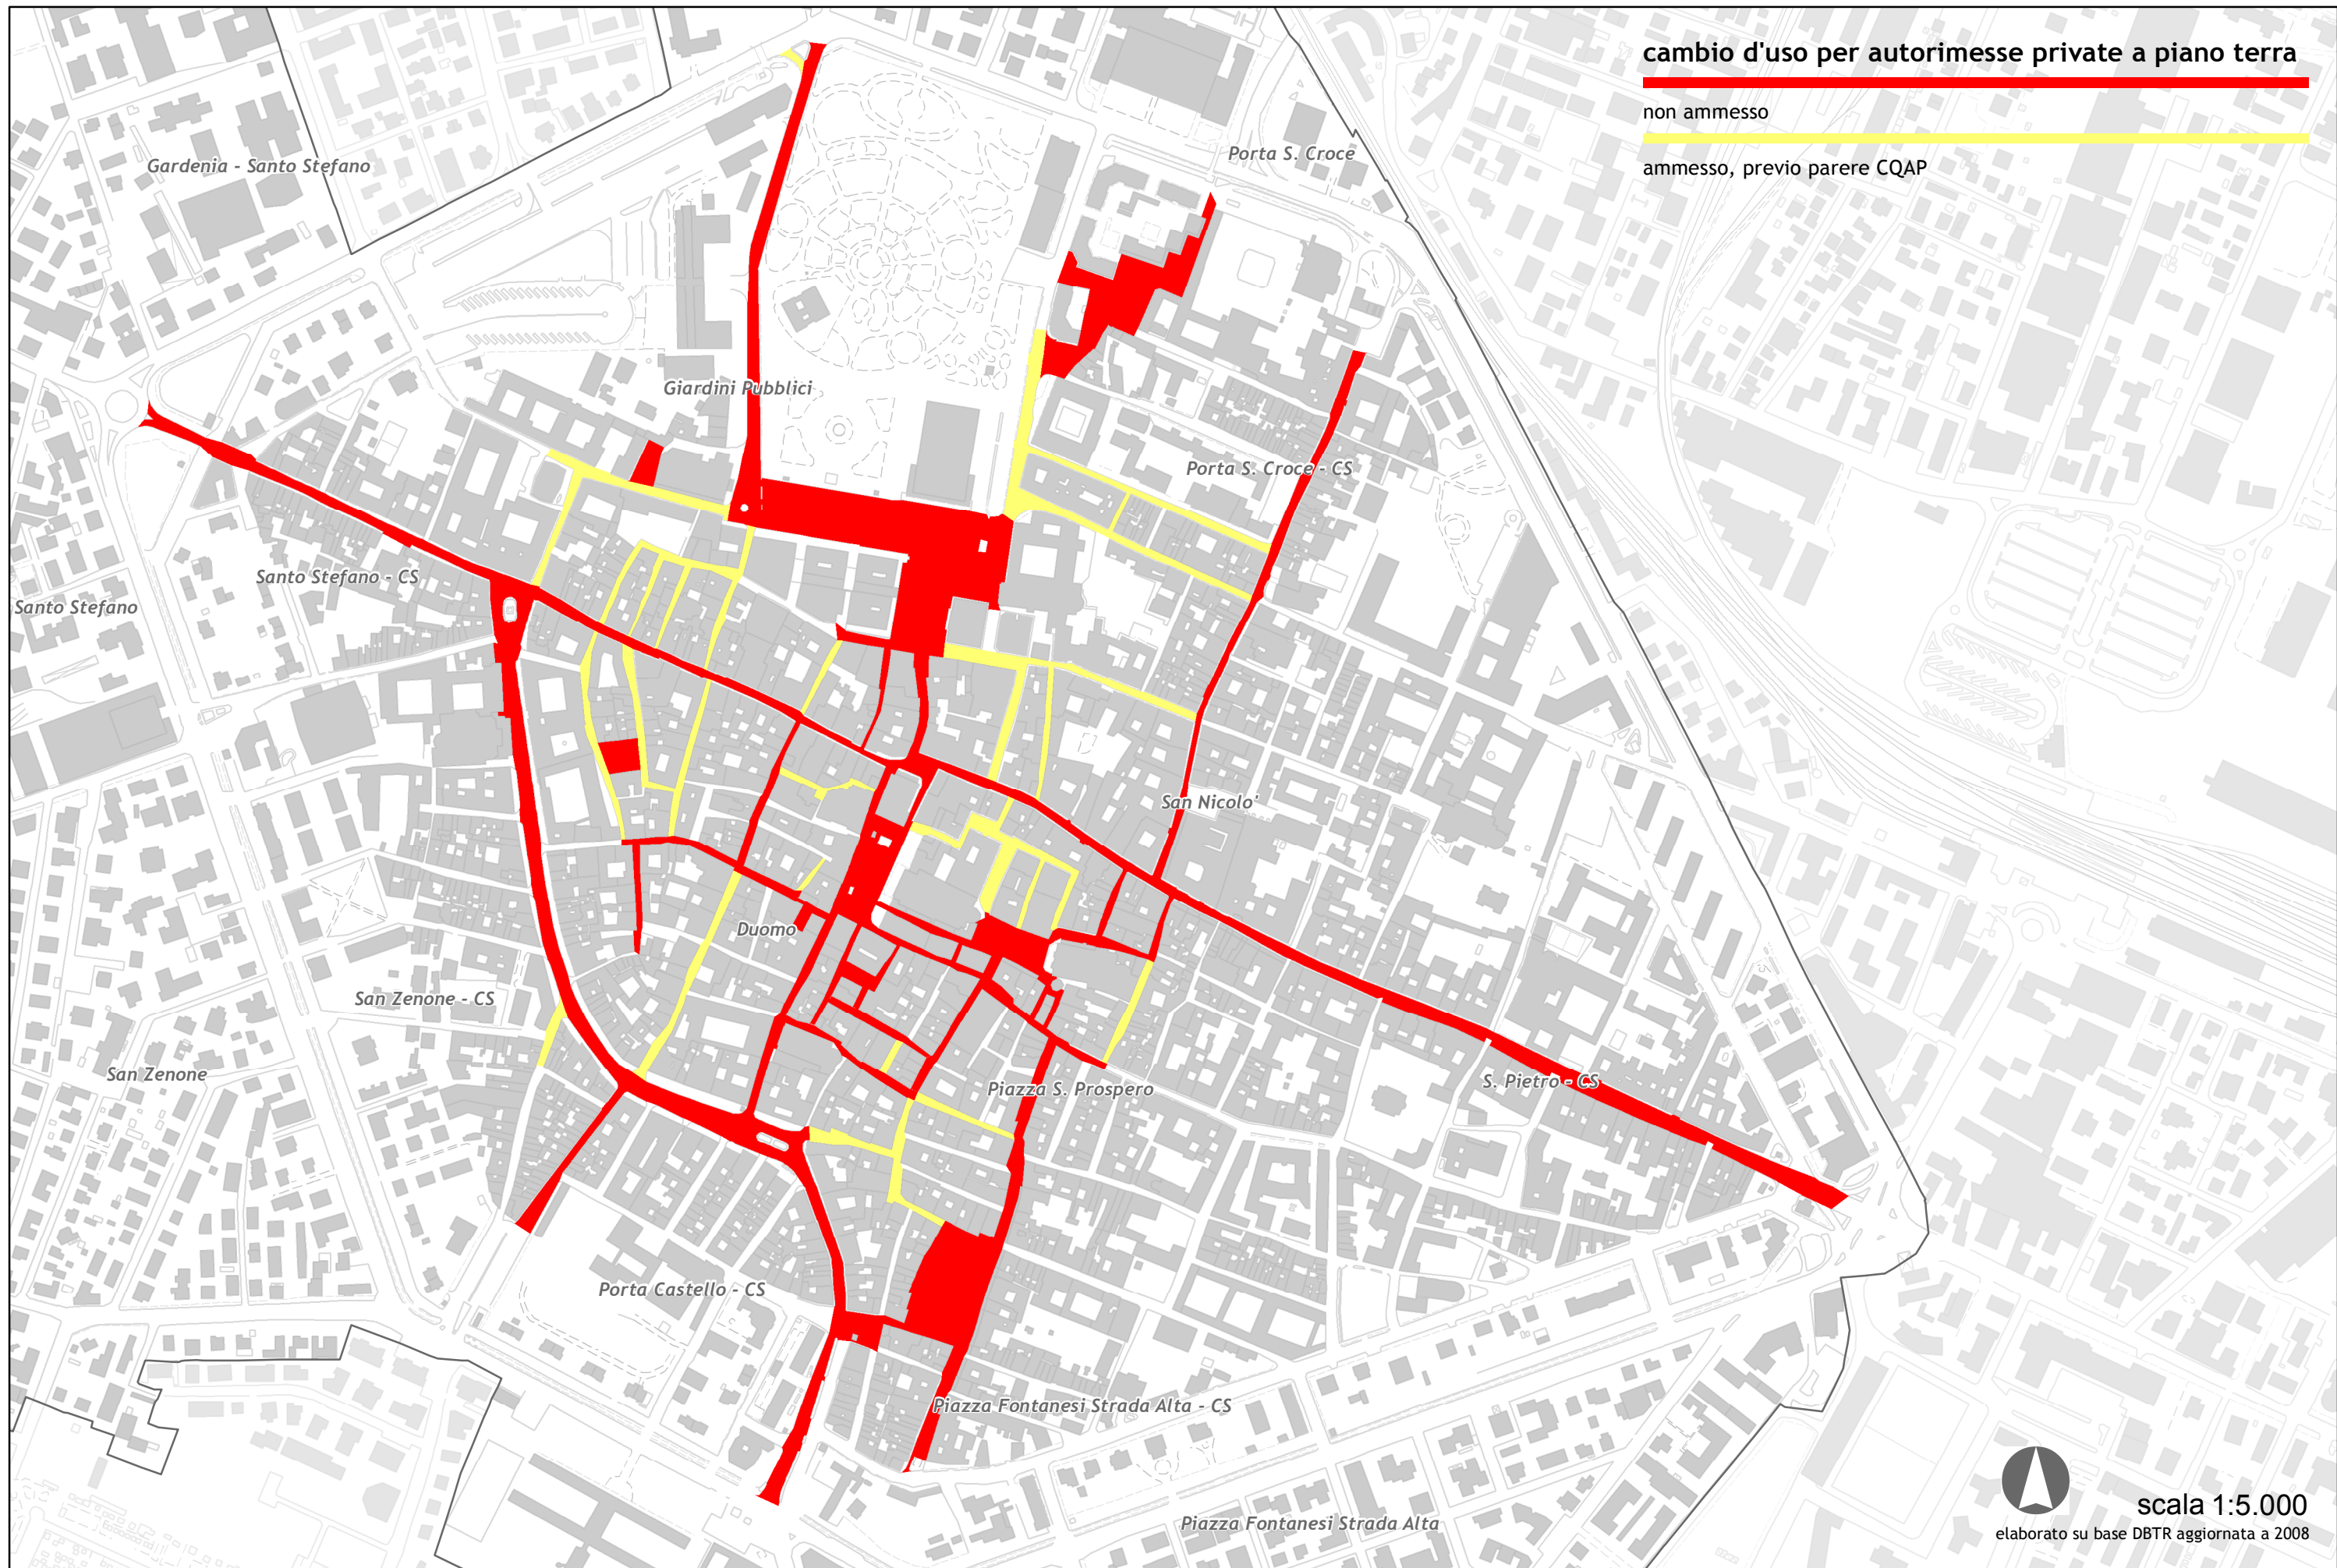 cambio d'uso per autorimesse private a piano terra
non ammesso
ammesso, previo parere CQAP
Porta S. Croce
Gardenia - Santo Stefano
Giardini Pubblici
Porta S. Croce - CS
Santo Stefano - CS
Santo Stefano
San Nicolo'
Duomo
San Zenone - CS
San Zenone
Piazza S. Prospero
S. Pietro - CS
Porta Castello - CS
Piazza Fontanesi Strada Alta - CS
Piazza Fontanesi Strada Alta
scala 1:5.000
elaborato su base DBTR aggiornata a 2008